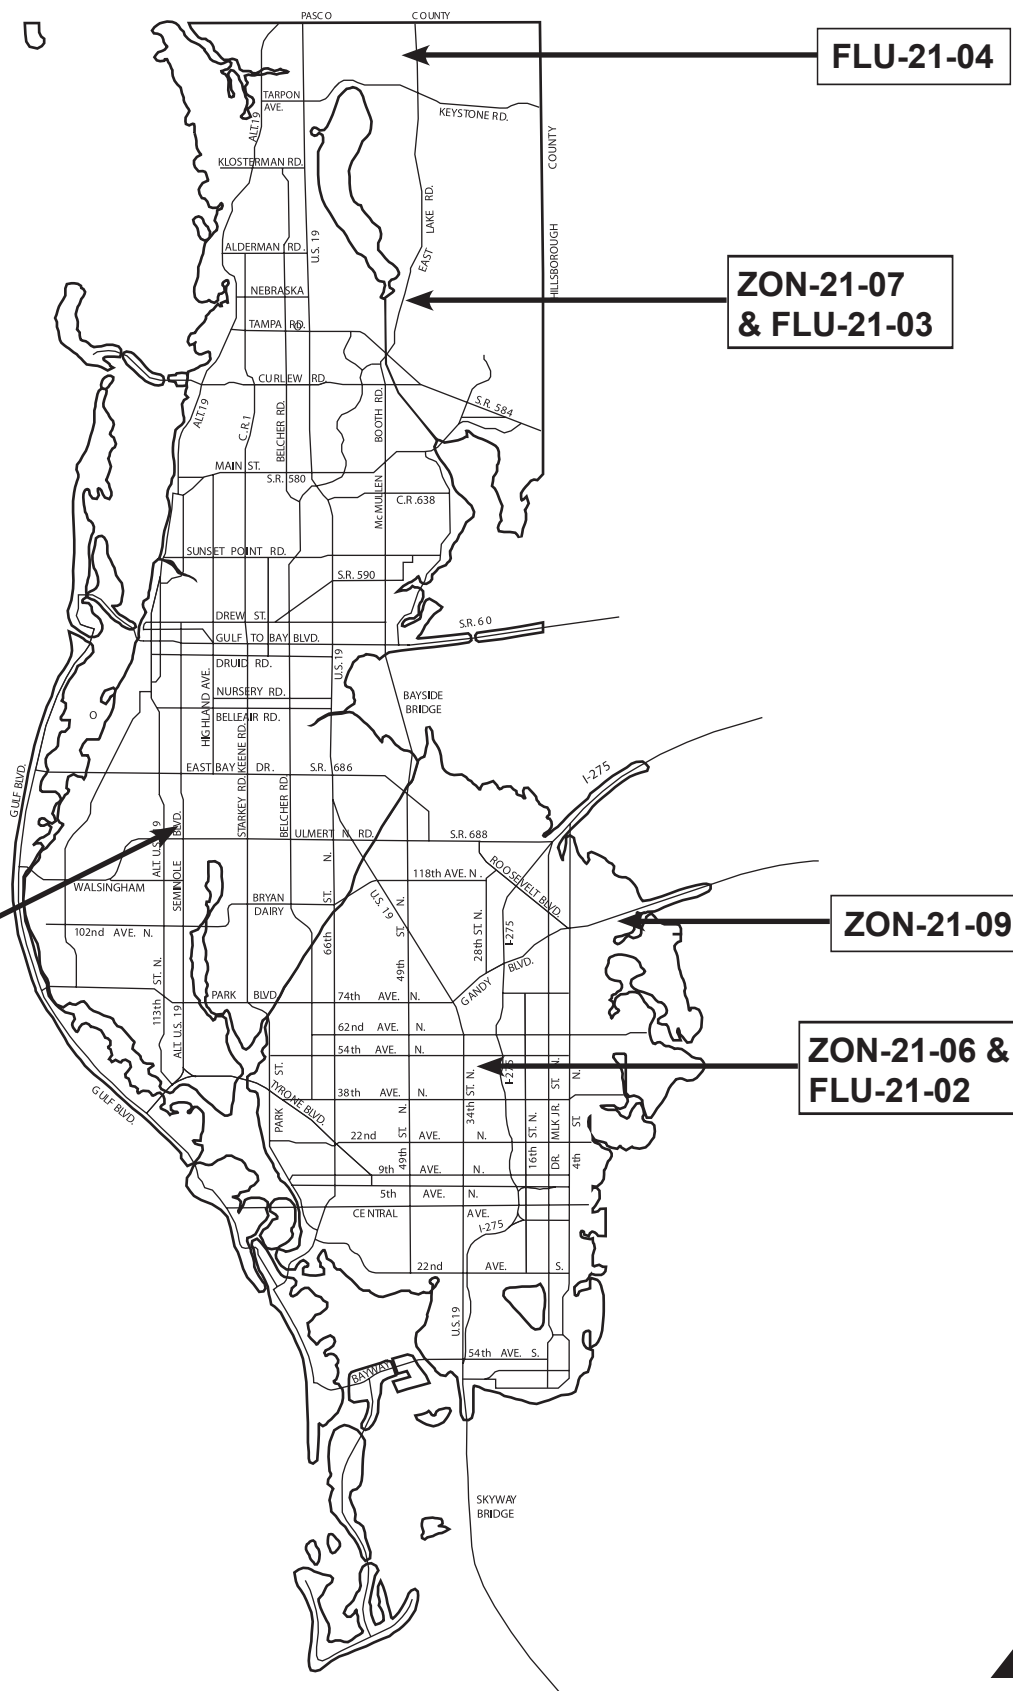 PASCO COUNTY
FLU-21-04
TARPON
AVE.
KEYSTONE RD.
ALT.19
COUNTY
KLOSTERMAN RD.
LAKE RD.
EAST
U.S. 19
ALDERMAN RD.
HILLSBOROUGH
NEBRASKA
ZON-21-07
& FLU-21-03
TAMPA RD.
CURLEW RD.
ALT.19
C.R.1
BELCHER RD.
BOOTH RD.
S.R. 584
MAIN ST.
S.R. 580
McMULLEN
C.R.638
SUNSET POINT RD.
S.R. 590
DREW ST.
S.R. 60
GULF TO BAY BLVD.
DRUID RD.
U.S. 19
HIGHLAND AVE.
NURSERY RD.
BAYSIDE
BRIDGE
BELLEAIR RD.
KEENE RD.
EAST BAY DR. S.R. 686
I-275
GULF BLVD.
STARKEY RD.
BELCHER RD.
ALT. U.S. 19
SEMINOLE BLVD.
ULMERT N RD. S.R. 688
WALSINGHAM
118th AVE. N.
ROOSEVELT BLVD.
BRYAN
DAIRY
U.S. 19
66th ST. N.
49th ST. N.
28th ST. N.
I-275
ZON-21-09
102nd AVE. N.
GANDY BLVD.
113th ST. N.
ALT. U.S. 19
PARK BLVD. 74th AVE. N.
62nd AVE. N.
54th AVE. N.
ZON-21-06 &
FLU-21-02
GULF BLVD.
PARK ST.
TYRONE BLVD.
38th AVE. N.
34th ST. N.
I-275
22nd AVE. N.
49th ST. N.
16th ST. N.
DR. MLK JR. ST. N.
4th ST. N.
9th AVE. N.
5th AVE. N.
CENTRAL AVE.
I-275
22nd AVE. S.
U.S.19
54th AVE. S.
BAYWAY
SKYWAY
BRIDGE